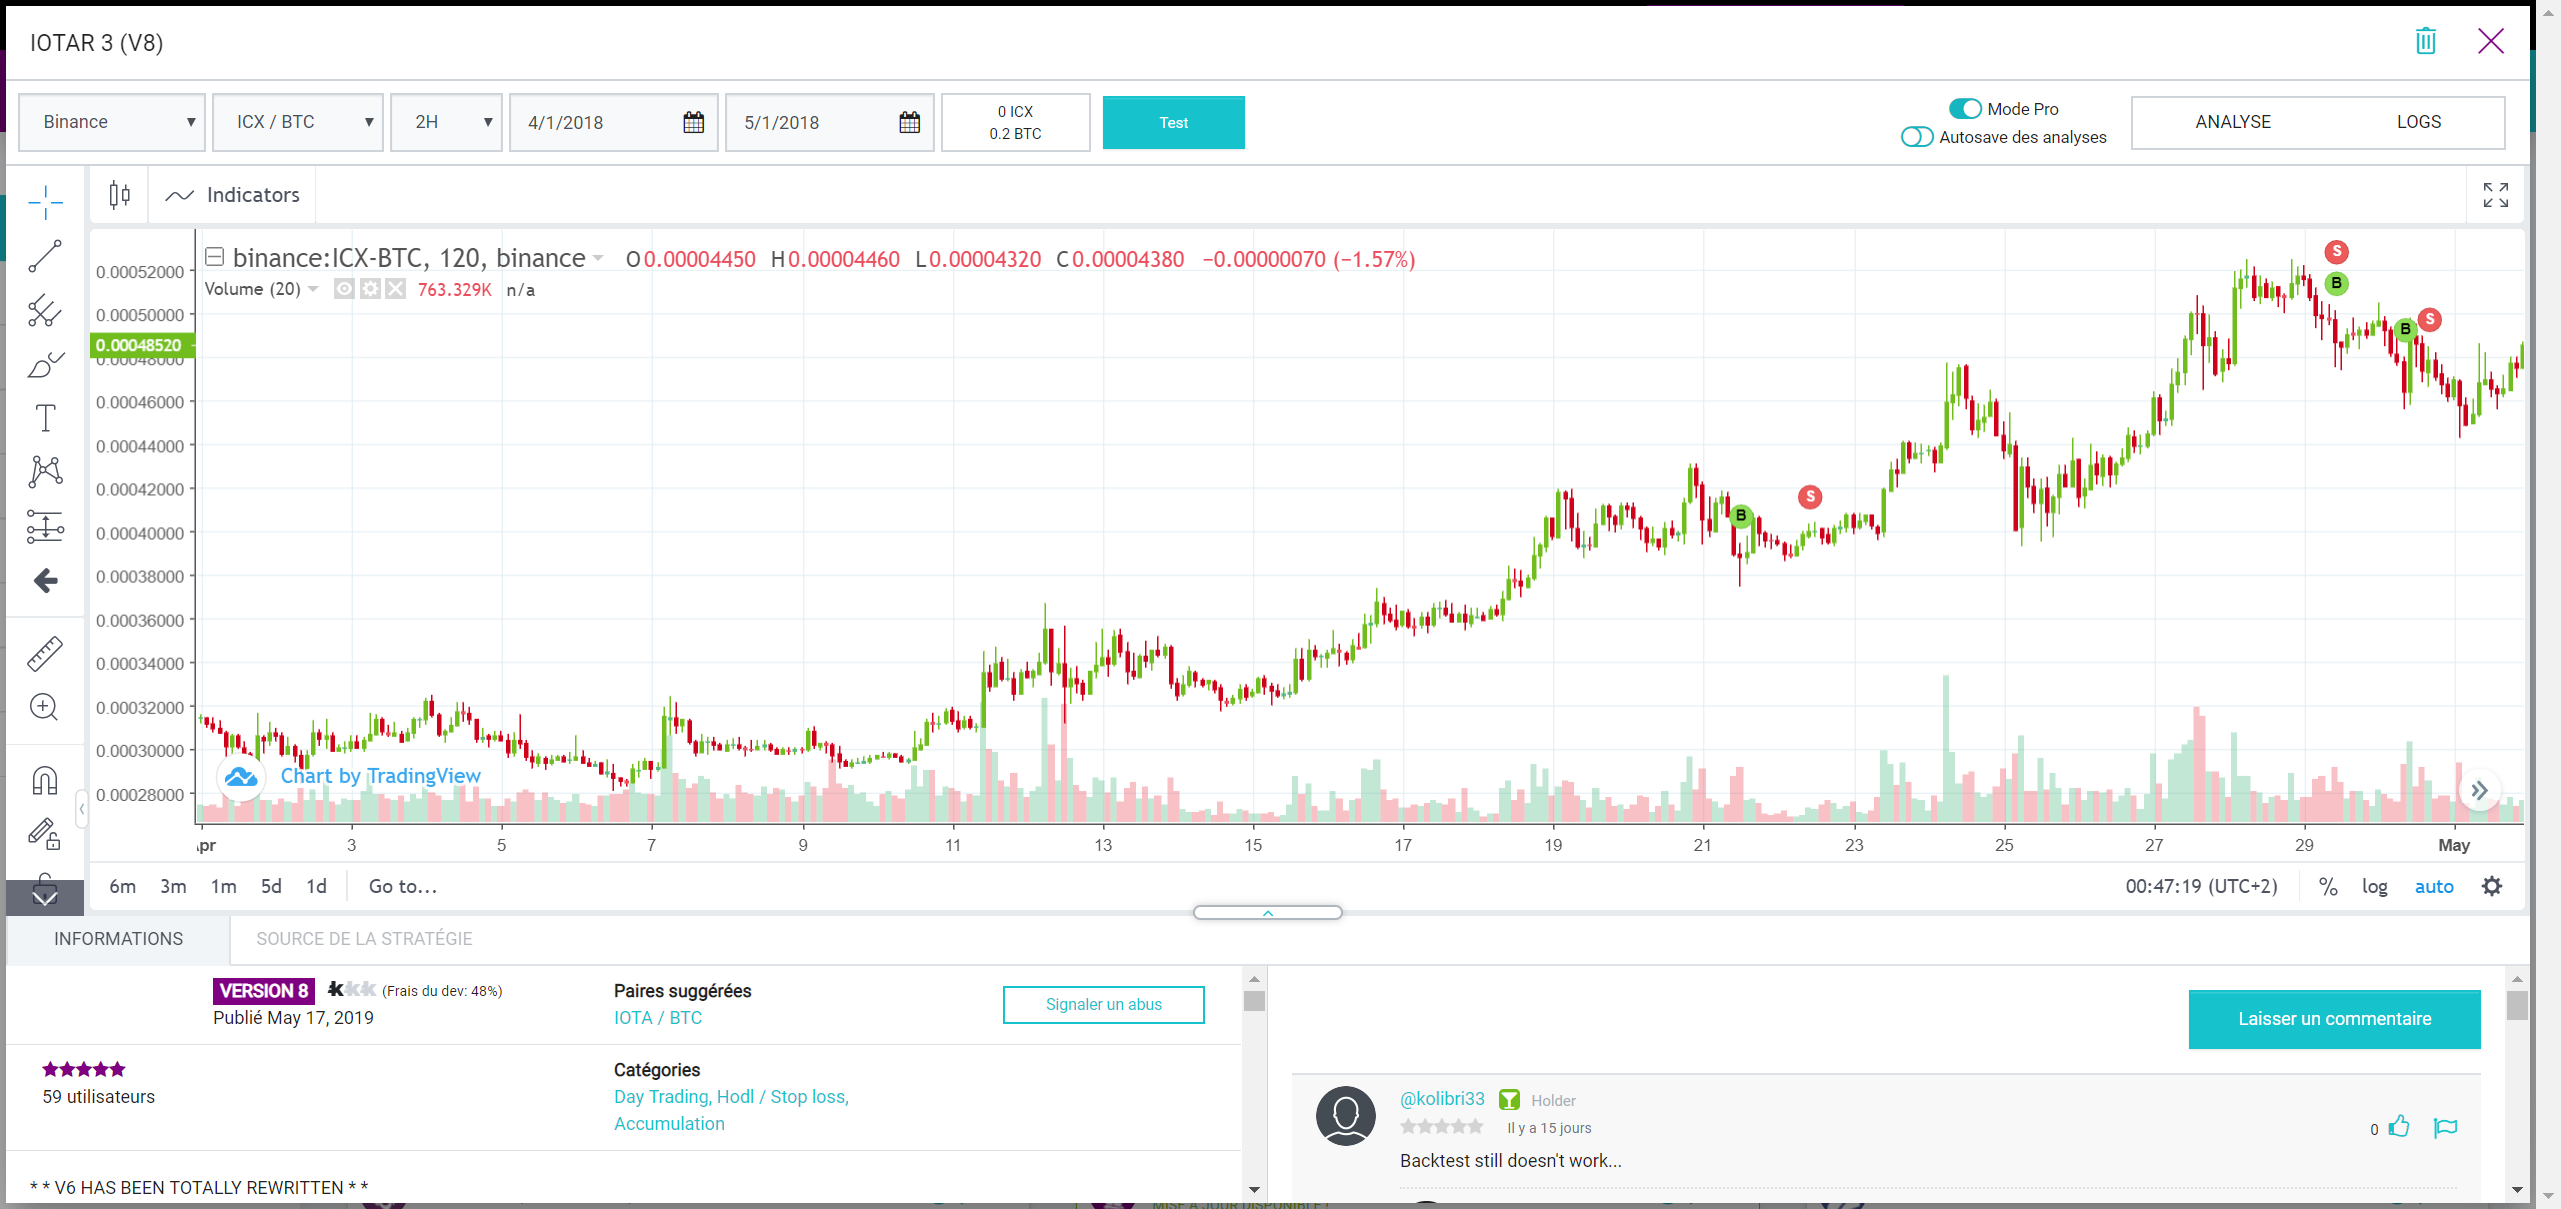 IOTAR 3 (V8)
Binance ICX / BTC 2H 4/1/2018 5/1/2018
0 ICX
0.2 BTC
Test
Mode Pro
Autosave des analyses
ANALYSE LOGS
Indicators
binance:ICX-BTC, 120, binance O0.00004450 H0.00004460 L0.00004320 C0.00004380 −0.00000070 (−1.57%)
Volume (20) 763.329K n/a
0.00052000
0.00050000
0.00048520
0.00048000
0.00046000
0.00044000
0.00042000
0.00040000
0.00038000
0.00036000
0.00034000
0.00032000
0.00030000
0.00028000
S
B
B S
S
B
Chart by TradingView
Apr 3 5 7 9 11 13 15 17 19 21 23 25 27 29 May
6m 3m 1m 5d 1d Go to... 00:47:19 (UTC+2) % log auto
INFORMATIONS SOURCE DE LA STRATÉGIE
VERSION 8 kkk (Frais du dev: 48%)
Publié May 17, 2019
Paires suggérées
IOTA / BTC
Signaler un abus
59 utilisateurs
Catégories
Day Trading, Hodl / Stop loss,
Accumulation
* * V6 HAS BEEN TOTALLY REWRITTEN * *
Laisser un commentaire
@kolibri33 Holder
Il y a 15 jours
0
Backtest still doesn't work...
MISE À JOUR DISPONIBLE !